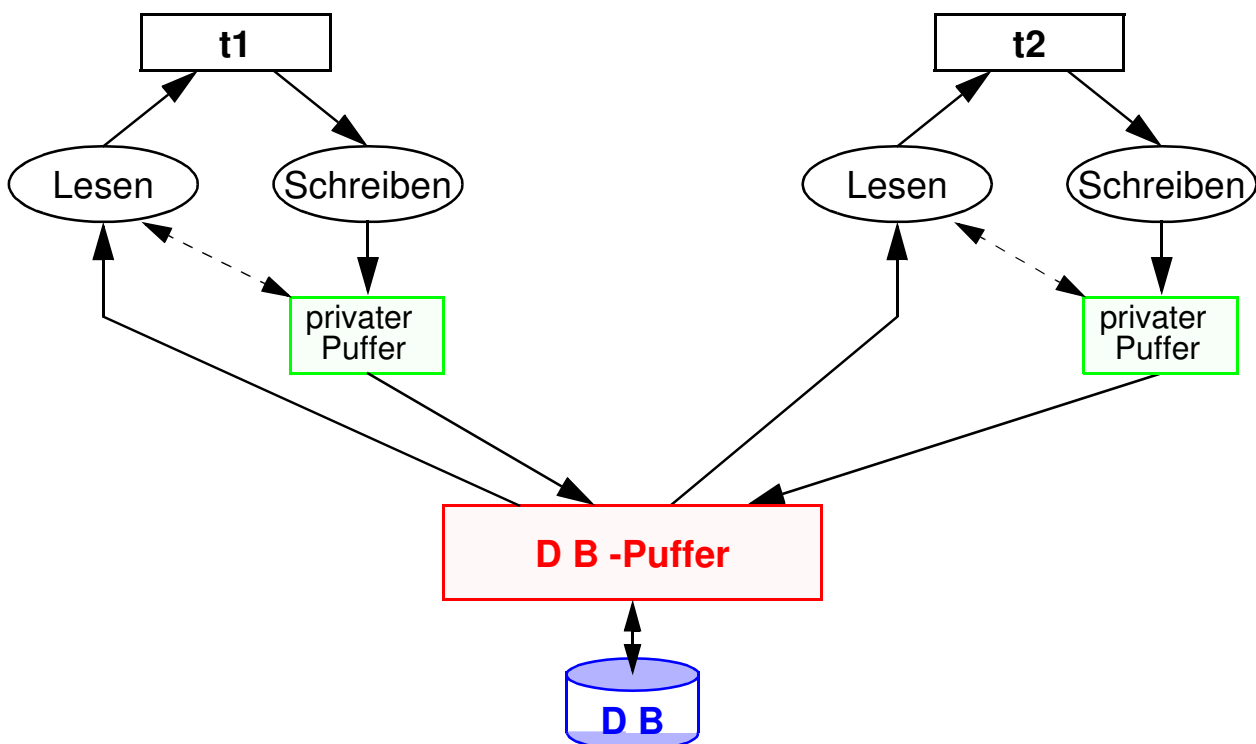 t1
t2
Lesen
Schreiben
Lesen
Schreiben
privater
Puffer
privater
Puffer
D B -Puffer
D B